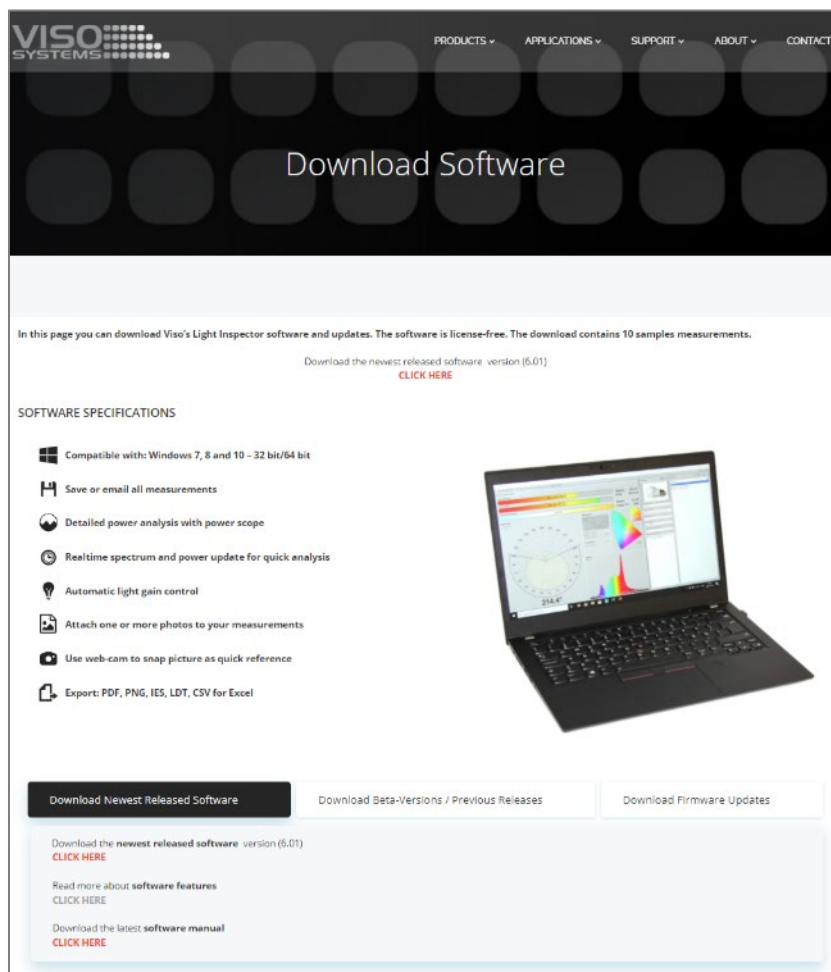 VISO
SYSTEMS
PRODUCTS
APPLICATIONS
SUPPORT
ABOUT
CONTACT
Download Software
In this page you can download Viso's Light Inspector software and updates. The software is license-free. The download contains 10 samples measurements.
Download the newest released software version (6.01)
CLICK HERE
SOFTWARE SPECIFICATIONS
Compatible with: Windows 7, 8 and 10 – 32 bit/64 bit
Save or email all measurements
Detailed power analysis with power scope
Realtime spectrum and power update for quick analysis
Automatic light gain control
Attach one or more photos to your measurements
Use web-cam to snap picture as quick reference
Export: PDF, PNG, IES, LDT, CSV for Excel
214.4°
Download Newest Released Software
Download Beta-Versions / Previous Releases
Download Firmware Updates
Download the newest released software version (6.01)
CLICK HERE
Read more about software features
CLICK HERE
Download the latest software manual
CLICK HERE